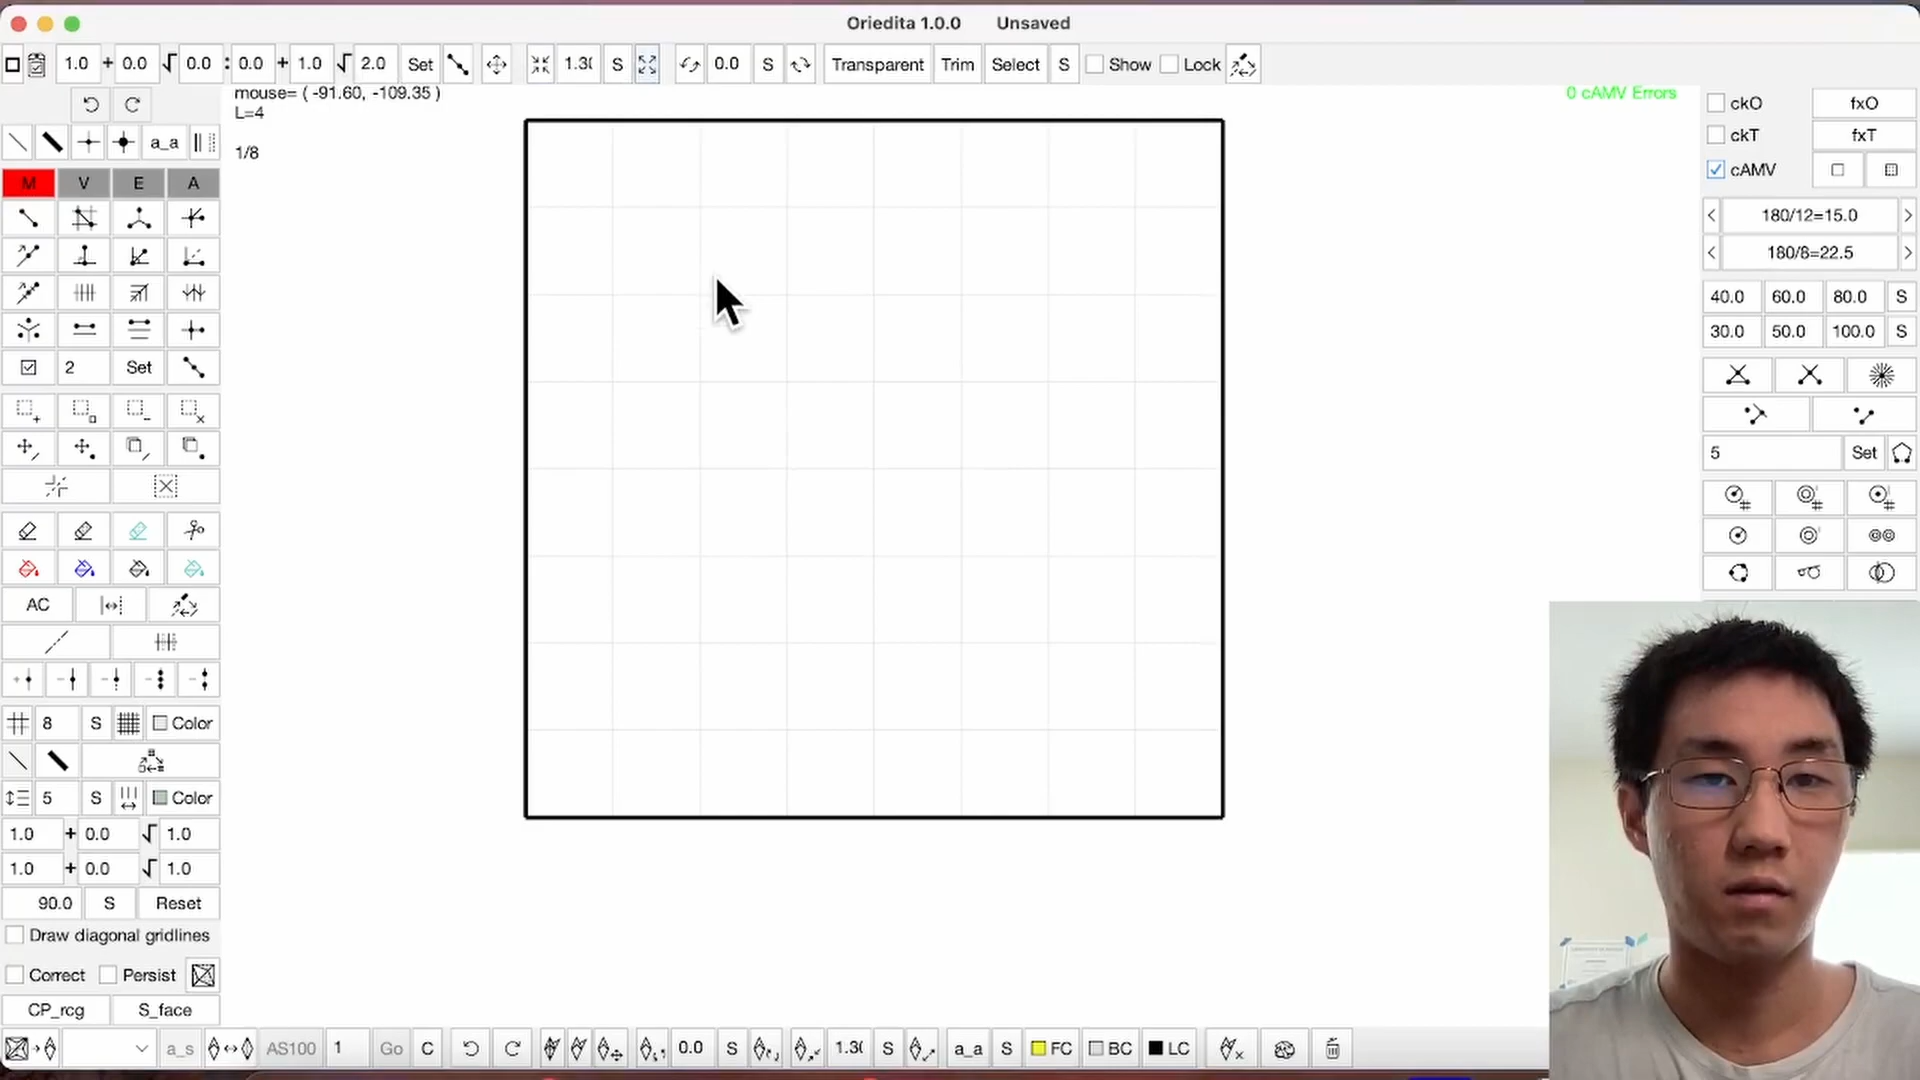 Oriedita 1.0.0 Unsaved
1.0 + 0.0 √ 0.0 : 0.0 + 1.0 √ 2.0 Set 1.3( S 0.0 S Transparent Trim Select S Show Lock
mouse= ( -91.60, -109.35 )
L=4
1/8
0 cAMV Errors
a_a
M V E A
2 Set
AC
8 S Color
5 S Color
1.0 + 0.0 √ 1.0
1.0 + 0.0 √ 1.0
90.0 S Reset
Draw diagonal gridlines
Correct Persist
CP_rcg S_face
ckO fxO
ckT fxT
cAMV
< 180/12=15.0 >
< 180/8=22.5 >
40.0 60.0 80.0 S
30.0 50.0 100.0 S
5 Set
a_s AS100 1 Go C 0.0 S 1.3( S a_a S FC BC LC